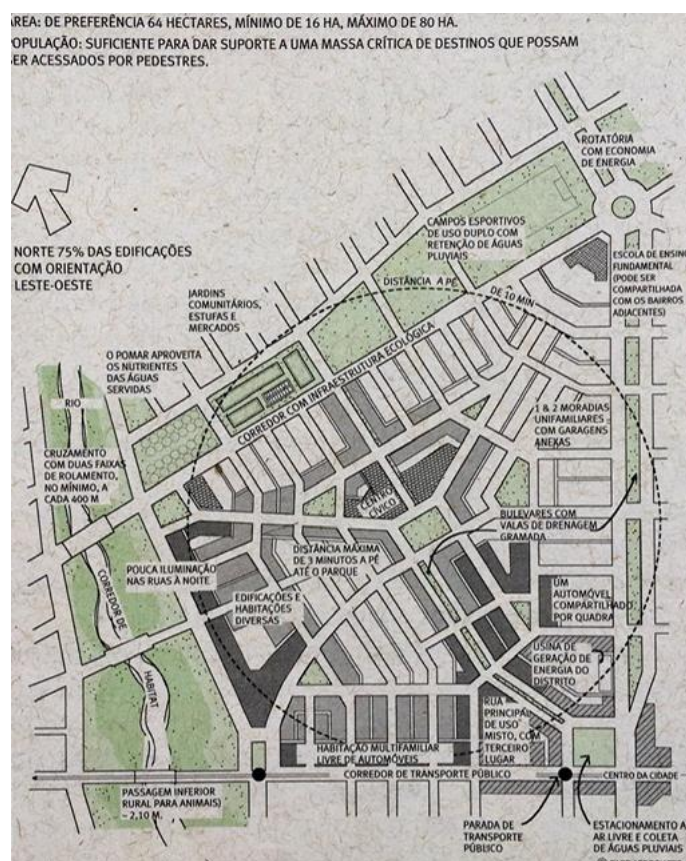 ÁREA: DE PREFERÊNCIA 64 HECTARES, MÍNIMO DE 16 HA, MÁXIMO DE 80 HA.
POPULAÇÃO: SUFICIENTE PARA DAR SUPORTE A UMA MASSA CRÍTICA DE DESTINOS QUE POSSAM
SER ACESSADOS POR PEDESTRES.
ROTATÓRIA
COM ECONOMIA
DE ENERGIA
NORTE 75% DAS EDIFICAÇÕES
COM ORIENTAÇÃO
LESTE-OESTE
CAMPOS ESPORTIVOS
DE USO DUPLO COM
RETENÇÃO DE ÁGUAS
PLUVIAIS
ESCOLA DE ENSINO
FUNDAMENTAL
(PODE SER
COMPARTILHADA
COM OS BAIRROS
ADJACENTES)
DISTÂNCIA A PÉ
DE 10 MIN
JARDINS
COMUNITÁRIOS,
ESTUFAS E
MERCADOS
O POMAR APROVEITA
OS NUTRIENTES
DAS ÁGUAS
SERVIDAS
CORREDOR COM INFRAESTRUTURA ECOLÓGICA
RIO
1 & 2 MORADIAS
UNIFAMILIARES
COM GARAGENS
ANEXAS
CRUZAMENTO
COM DUAS FAIXAS
DE ROLAMENTO,
NO MÍNIMO, A
CADA 400 M
CENTRO
CÍVICO
BULEVARES COM
VALAS DE DRENAGEM
GRAMADA
DISTÂNCIA MÁXIMA
DE 3 MINUTOS A PÉ
ATÉ O PARQUE
POUCA ILUMINAÇÃO
NAS RUAS À NOITE
CORREDOR DE
HABITAT
EDIFICAÇÕES E
HABITAÇÕES
DIVERSAS
UM
AUTOMÓVEL
COMPARTILHADO
POR QUADRA
USINA DE
GERAÇÃO DE
ENERGIA DO
DISTRITO
RUA
PRINCIPAL
DE USO
MISTO, COM
TERCEIRO
LUGAR
HABITAÇÃO MULTIFAMILIAR
LIVRE DE AUTOMÓVEIS
CORREDOR DE TRANSPORTE PÚBLICO
CENTRO DA CIDADE
PASSAGEM INFERIOR
RURAL PARA ANIMAIS)
– 2,10 M.
PARADA DE
TRANSPORTE
PÚBLICO
ESTACIONAMENTO A
AR LIVRE E COLETA
DE ÁGUAS PLUVIAIS